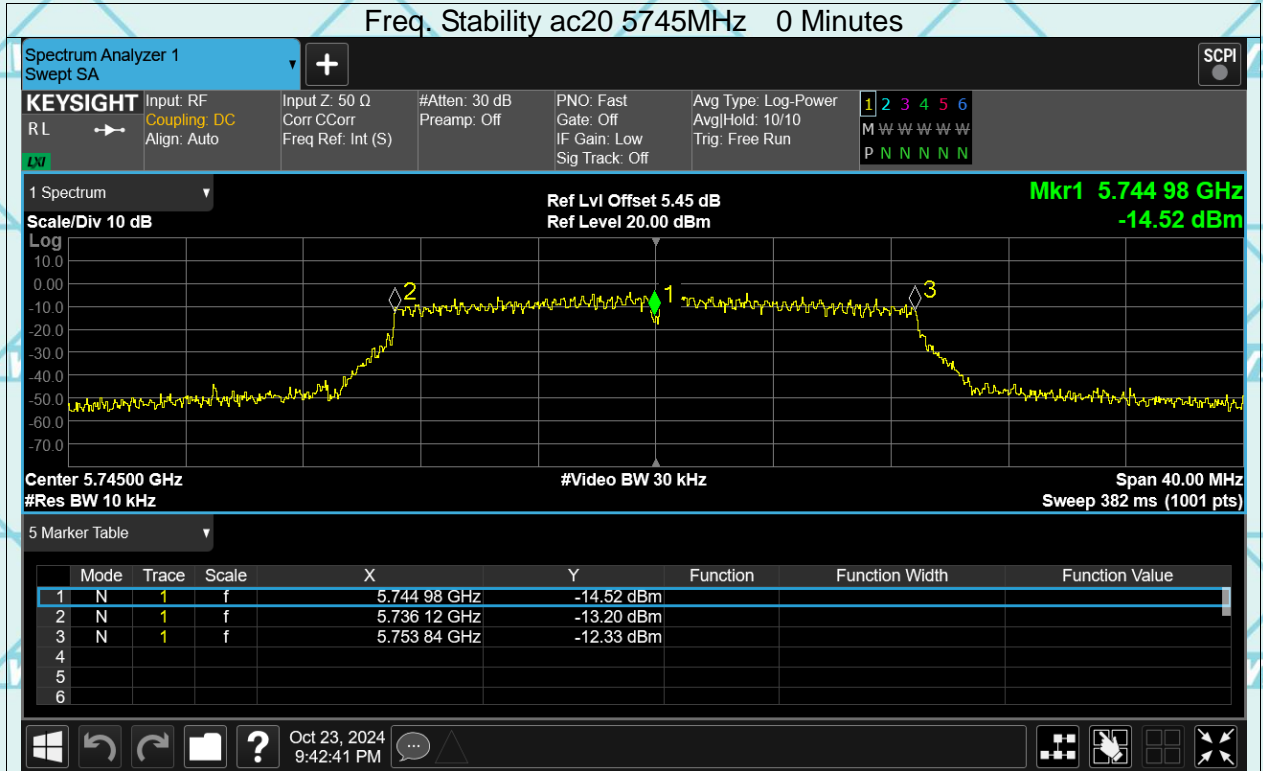 Freq. Stability ac20 5745MHz 0 Minutes
Spectrum Analyzer 1
Swept SA
SCPI
KEYSIGHT
RL
LXI
Input: RF
Coupling: DC
Align: Auto
Input Z: 50 Ω
Corr CCorr
Freq Ref: Int (S)
#Atten: 30 dB
Preamp: Off
PNO: Fast
Gate: Off
IF Gain: Low
Sig Track: Off
Avg Type: Log-Power
Avg|Hold: 10/10
Trig: Free Run
1 2 3 4 5 6
M W W W W W W
P N N N N N N
1 Spectrum
Scale/Div 10 dB
Ref Lvl Offset 5.45 dB
Ref Level 20.00 dBm
Mkr1 5.744 98 GHz
-14.52 dBm
Log
10.0
0.00
-10.0
-20.0
-30.0
-40.0
-50.0
-60.0
-70.0
2
1
3
Center 5.74500 GHz
#Res BW 10 kHz
#Video BW 30 kHz
Span 40.00 MHz
Sweep 382 ms (1001 pts)
5 Marker Table
Mode Trace Scale X Y Function Function Width Function Value
1 N 1 f 5.744 98 GHz -14.52 dBm
2 N 1 f 5.736 12 GHz -13.20 dBm
3 N 1 f 5.753 84 GHz -12.33 dBm
4
5
6
?
Oct 23, 2024
9:42:41 PM